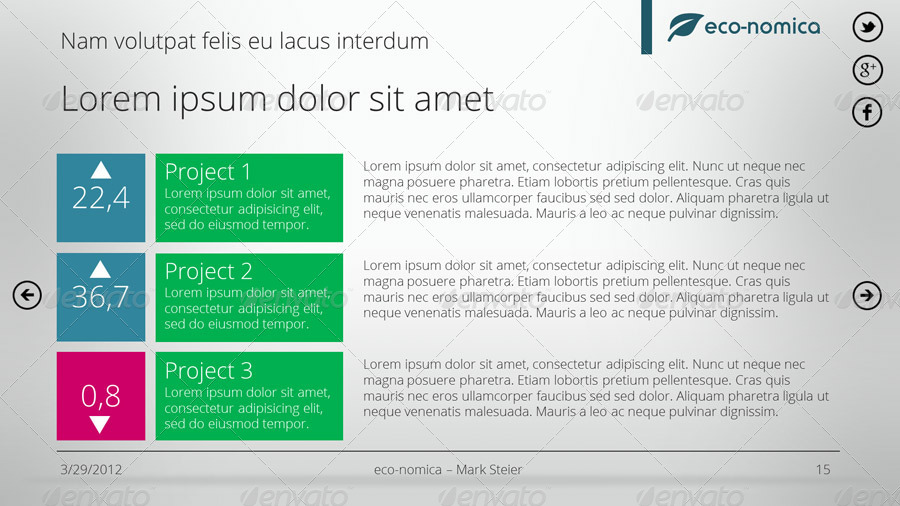 Nam volutpat felis eu lacus interdum
eco-nomica
g+
f
Lorem ipsum dolor sit amet
22,4
Project 1
Lorem ipsum dolor sit amet,
consectetur adipisicing elit,
sed do eiusmod tempor.
Lorem ipsum dolor sit amet, consectetur adipiscing elit. Nunc ut neque nec
magna posuere pharetra. Etiam lobortis pretium pellentesque. Cras quis
mauris nec eros ullamcorper faucibus sed sed dolor. Aliquam pharetra ligula ut
neque venenatis malesuada. Mauris a leo ac neque pulvinar dignissim.
36,7
Project 2
Lorem ipsum dolor sit amet,
consectetur adipisicing elit,
sed do eiusmod tempor.
Lorem ipsum dolor sit amet, consectetur adipiscing elit. Nunc ut neque nec
magna posuere pharetra. Etiam lobortis pretium pellentesque. Cras quis
mauris nec eros ullamcorper faucibus sed sed dolor. Aliquam pharetra ligula ut
neque venenatis malesuada. Mauris a leo ac neque pulvinar dignissim.
0,8
Project 3
Lorem ipsum dolor sit amet,
consectetur adipisicing elit,
sed do eiusmod tempor.
Lorem ipsum dolor sit amet, consectetur adipiscing elit. Nunc ut neque nec
magna posuere pharetra. Etiam lobortis pretium pellentesque. Cras quis
mauris nec eros ullamcorper faucibus sed sed dolor. Aliquam pharetra ligula ut
neque venenatis malesuada. Mauris a leo ac neque pulvinar dignissim.
3/29/2012
eco-nomica – Mark Steier
15
envato